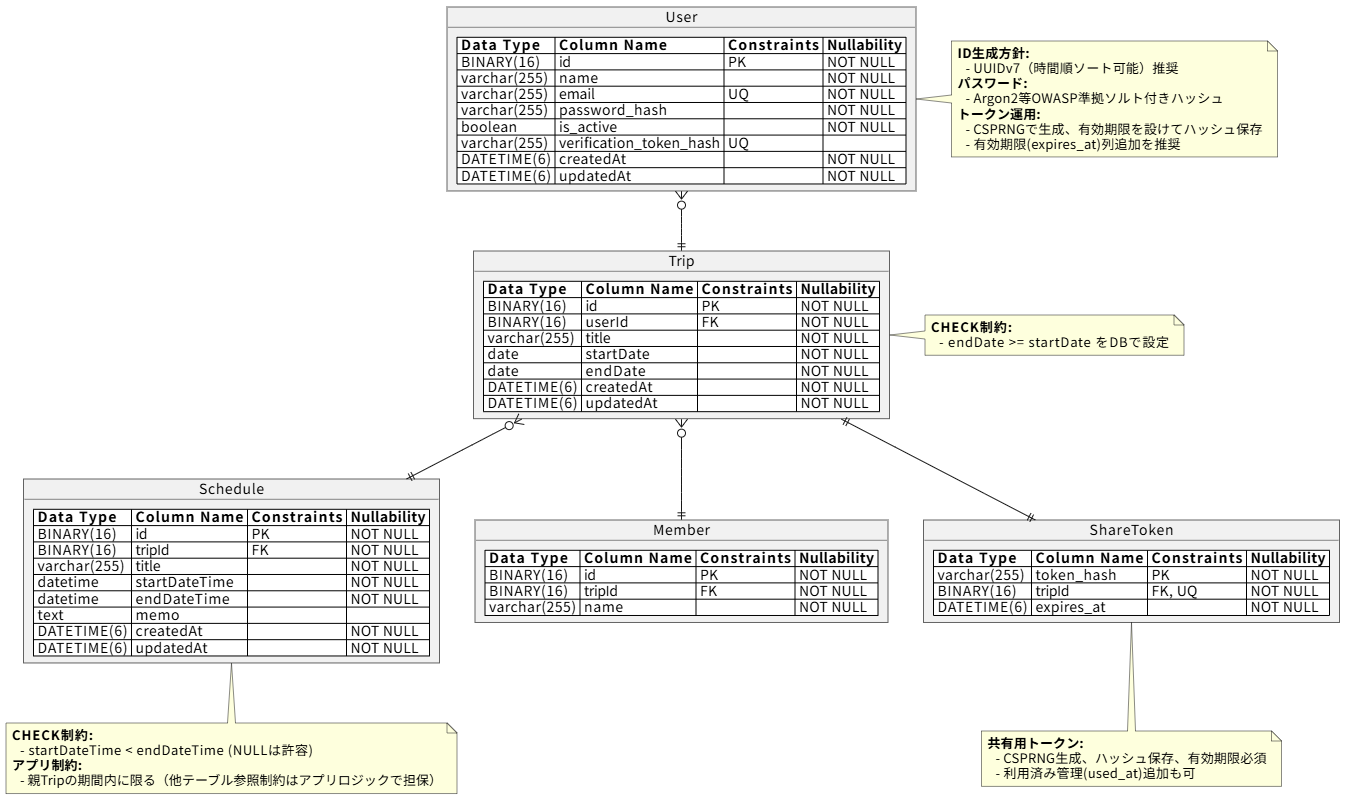 User
Data Type Column Name Constraints Nullability
BINARY(16) id PK NOT NULL
varchar(255) name NOT NULL
varchar(255) email UQ NOT NULL
varchar(255) password_hash NOT NULL
boolean is_active NOT NULL
varchar(255) verification_token_hash UQ
DATETIME(6) createdAt NOT NULL
DATETIME(6) updatedAt NOT NULL
ID生成方針:
- UUIDv7（時間順ソート可能）推奨
パスワード:
- Argon2等OWASP準拠ソルト付きハッシュ
トークン運用:
- CSPRNGで生成、有効期限を設けてハッシュ保存
- 有効期限(expires_at)列追加を推奨
Trip
Data Type Column Name Constraints Nullability
BINARY(16) id PK NOT NULL
BINARY(16) userId FK NOT NULL
varchar(255) title NOT NULL
date startDate NOT NULL
date endDate NOT NULL
DATETIME(6) createdAt NOT NULL
DATETIME(6) updatedAt NOT NULL
CHECK制約:
- endDate >= startDate をDBで設定
Schedule
Data Type Column Name Constraints Nullability
BINARY(16) id PK NOT NULL
BINARY(16) tripId FK NOT NULL
varchar(255) title NOT NULL
datetime startDateTime NOT NULL
datetime endDateTime NOT NULL
text memo
DATETIME(6) createdAt NOT NULL
DATETIME(6) updatedAt NOT NULL
Member
Data Type Column Name Constraints Nullability
BINARY(16) id PK NOT NULL
BINARY(16) tripId FK NOT NULL
varchar(255) name NOT NULL
ShareToken
Data Type Column Name Constraints Nullability
varchar(255) token_hash PK NOT NULL
BINARY(16) tripId FK, UQ NOT NULL
DATETIME(6) expires_at NOT NULL
CHECK制約:
- startDateTime < endDateTime (NULLは許容)
アプリ制約:
- 親Tripの期間内に限る（他テーブル参照制約はアプリロジックで担保）
共有用トークン:
- CSPRNG生成、ハッシュ保存、有効期限必須
- 利用済み管理(used_at)追加も可